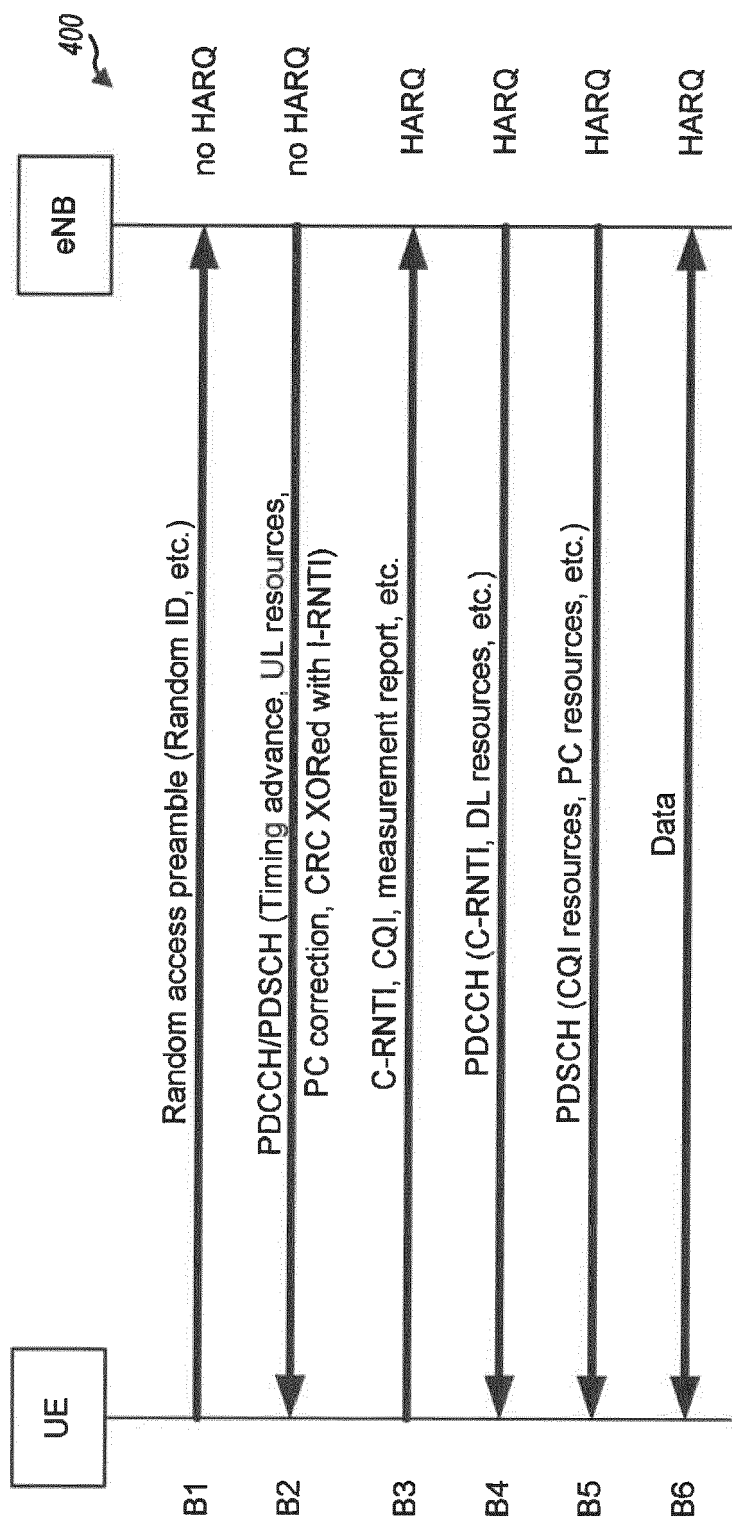 400
UE
eNB
B1
Random access preamble (Random ID, etc.)
no HARQ
B2
PDCCH/PDSCH (Timing advance, UL resources,
PC correction, CRC XORed with I-RNTI)
no HARQ
B3
C-RNTI, CQI, measurement report, etc.
HARQ
B4
PDCCH (C-RNTI, DL resources, etc.)
HARQ
B5
PDSCH (CQI resources, PC resources, etc.)
HARQ
B6
Data
HARQ